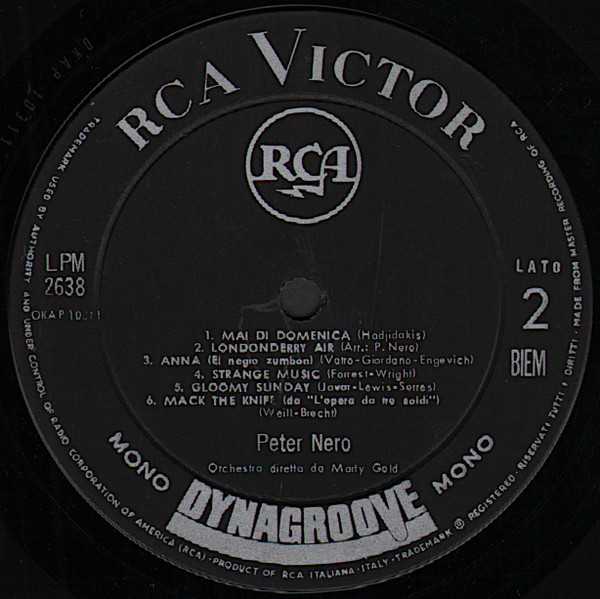 RCA VICTOR
RCA
LPM
2638
OKAP 10311
LATO
2
BIEM
1. MAI DI DOMENICA (Hadjidakis)
2. LONDONDERRY AIR (Arr.: P. Nero)
3. ANNA (El negro zumbon) (Vatro-Giordano-Engevich)
4. STRANGE MUSIC (Forrest-Wright)
5. GLOOMY SUNDAY (Javor-Lewis-Serres)
6. MACK THE KNIFE (da "L'opera da tre soldi")
(Weill-Brecht)
Peter Nero
Orchestra diretta da Marty Gold
MONO
DYNAGROOVE
MONO
TRADEMARK USED BY AUTHORITY AND UNDER CONTROL OF RADIO CORPORATION OF AMERICA (RCA) · PRODUCT OF RCA ITALIANA · ITALY · TRADEMARK ® REGISTERED. RISERVATI TUTTI I DIRITTI · MADE FROM MASTER RECORDING OF RCA
OKAP 10311